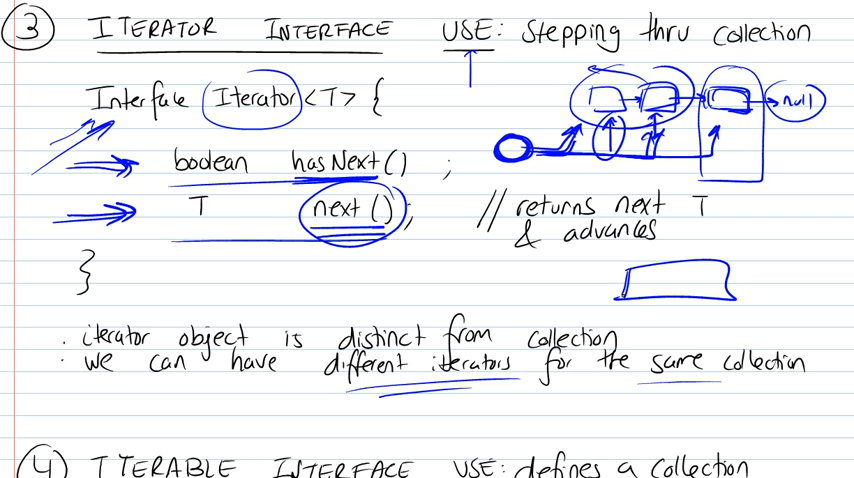 3 ITERATOR INTERFACE USE: stepping thru collection
Interface Iterator<T> {
null
boolean hasNext() ;
T next() ; // returns next T
& advances
}
. iterator object is distinct from collection
. we can have different iterators for the same collection
4 ITERABLE INTERFACE USE: defines a collection